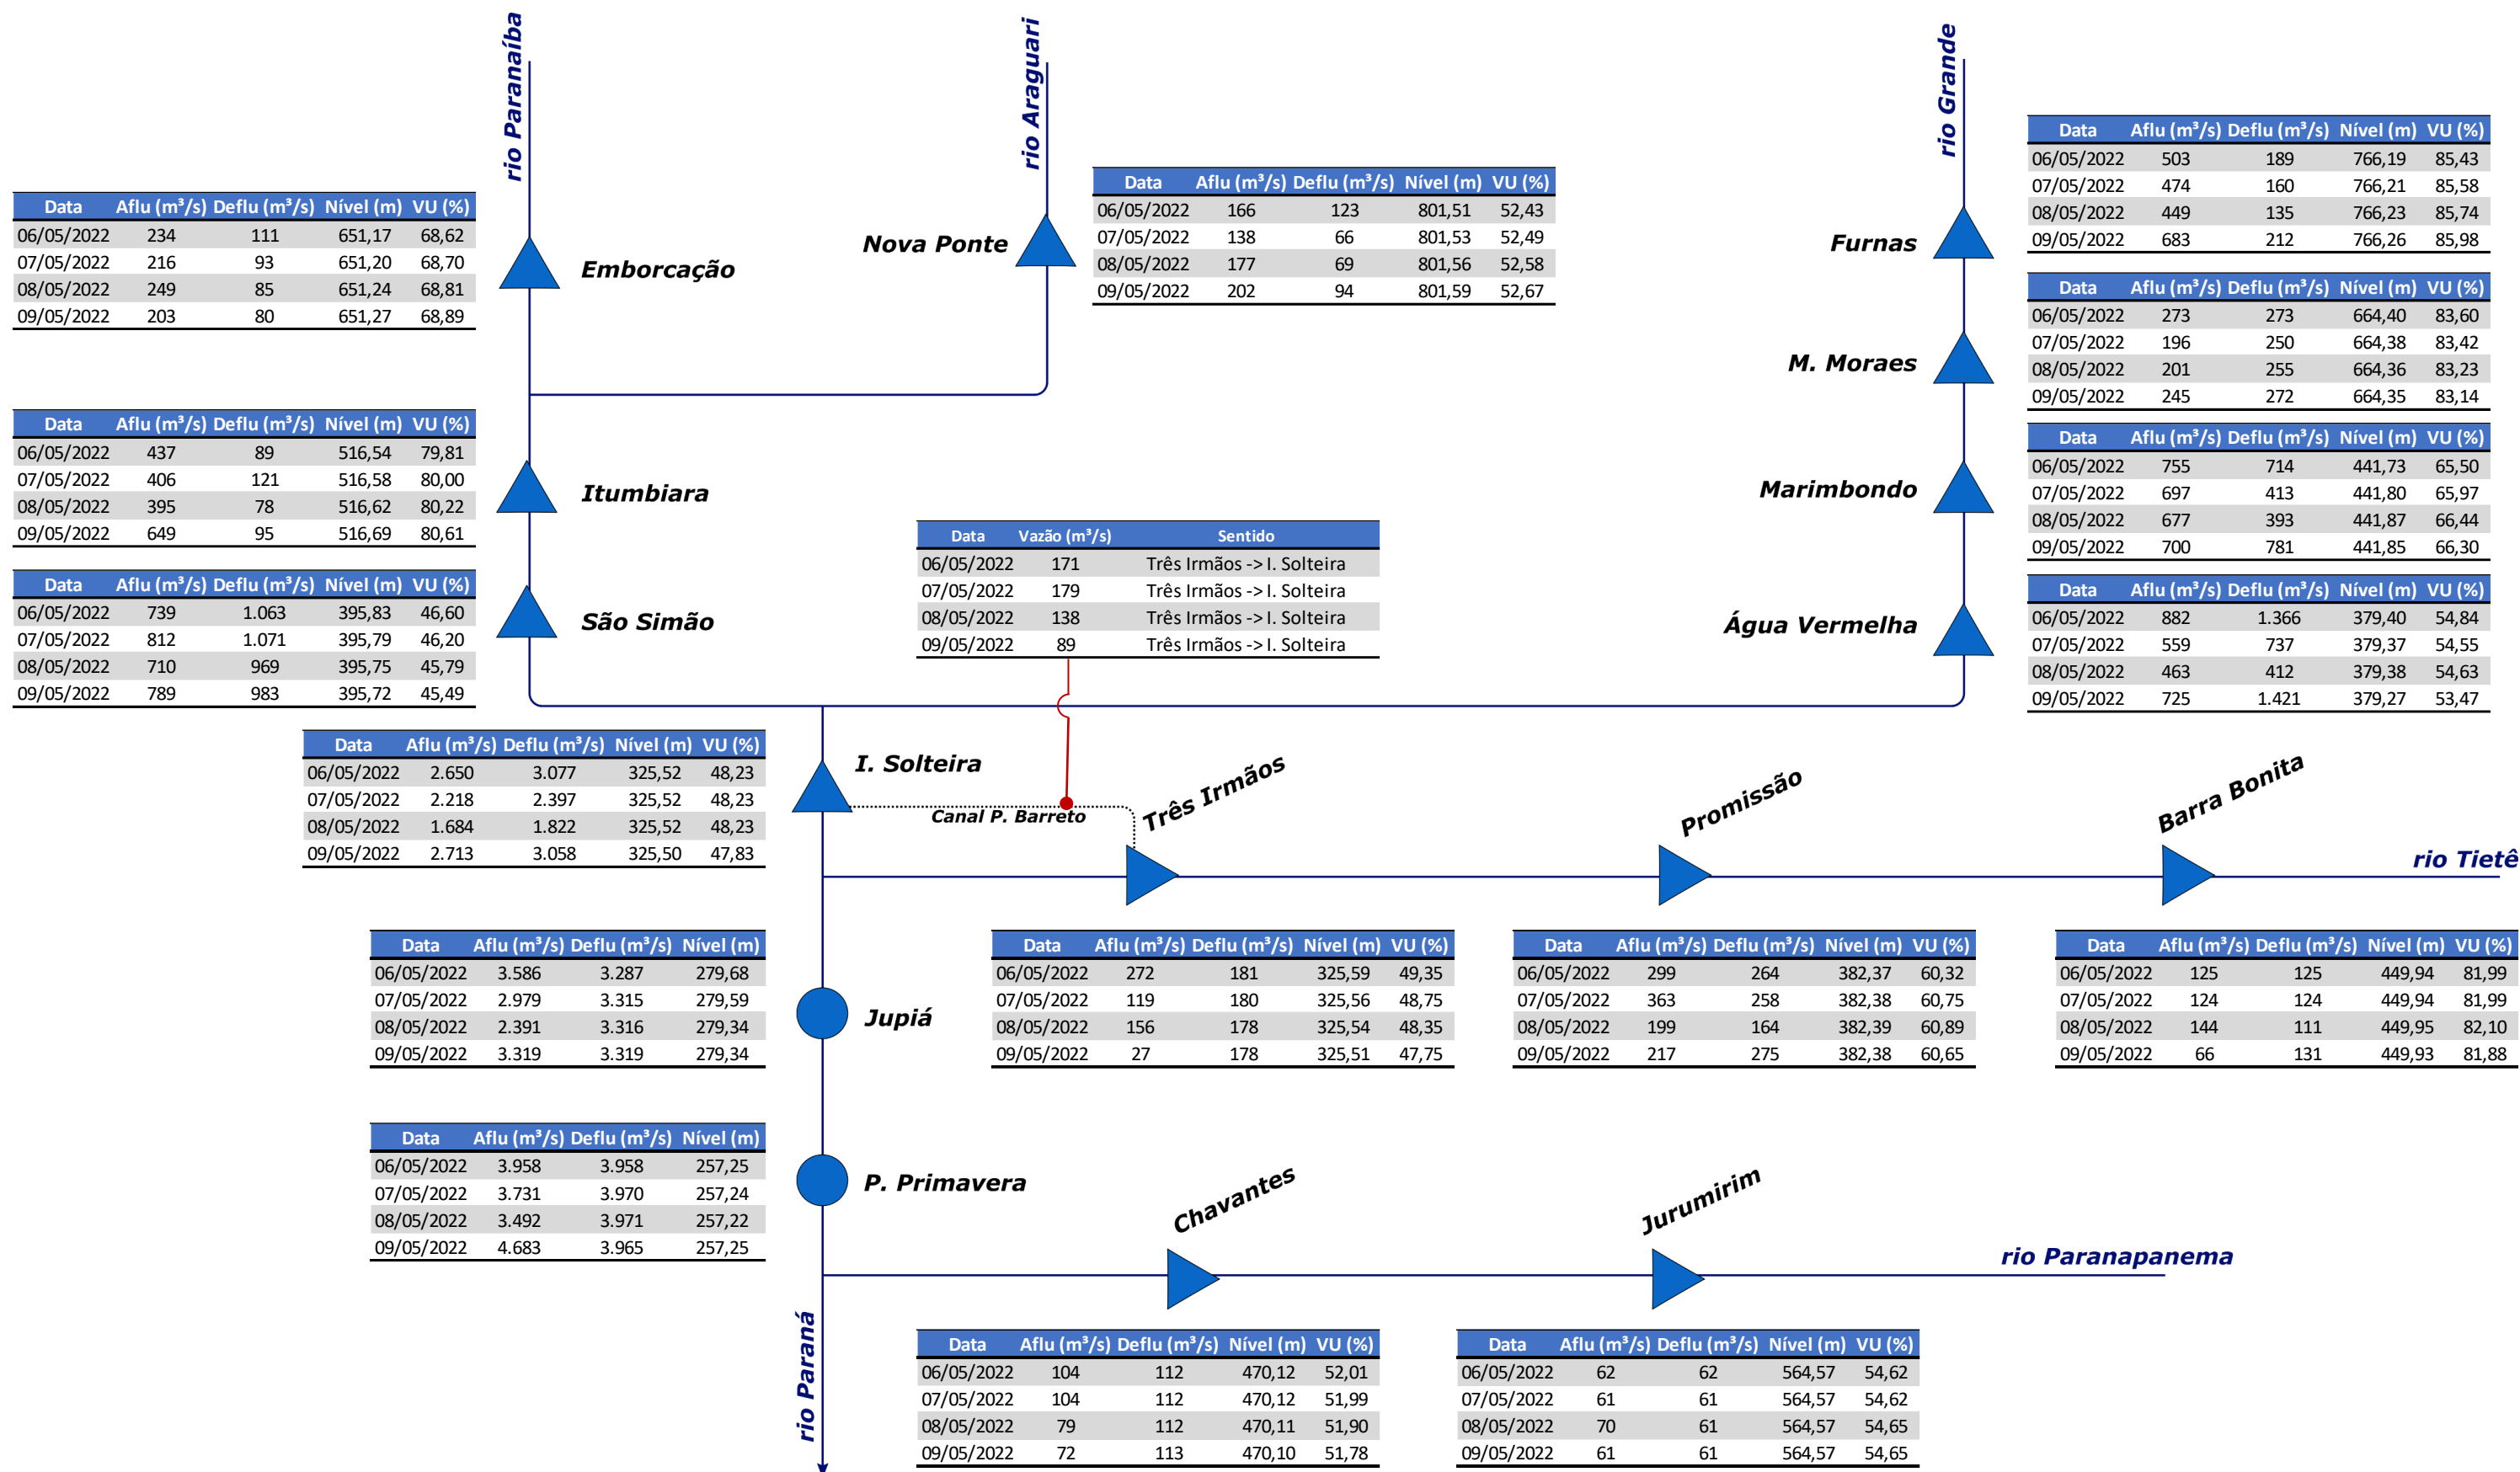 rio Paranaíba
rio Araguari
rio Grande
Data Aflu (m³/s) Deflu (m³/s) Nível (m) VU (%)
06/05/2022 503 189 766,19 85,43
07/05/2022 474 160 766,21 85,58
08/05/2022 449 135 766,23 85,74
09/05/2022 683 212 766,26 85,98
Furnas
Data Aflu (m³/s) Deflu (m³/s) Nível (m) VU (%)
06/05/2022 166 123 801,51 52,43
07/05/2022 138 66 801,53 52,49
08/05/2022 177 69 801,56 52,58
09/05/2022 202 94 801,59 52,67
Nova Ponte
Data Aflu (m³/s) Deflu (m³/s) Nível (m) VU (%)
06/05/2022 234 111 651,17 68,62
07/05/2022 216 93 651,20 68,70
08/05/2022 249 85 651,24 68,81
09/05/2022 203 80 651,27 68,89
Emborcação
Data Aflu (m³/s) Deflu (m³/s) Nível (m) VU (%)
06/05/2022 273 273 664,40 83,60
07/05/2022 196 250 664,38 83,42
08/05/2022 201 255 664,36 83,23
09/05/2022 245 272 664,35 83,14
M. Moraes
Data Aflu (m³/s) Deflu (m³/s) Nível (m) VU (%)
06/05/2022 437 89 516,54 79,81
07/05/2022 406 121 516,58 80,00
08/05/2022 395 78 516,62 80,22
09/05/2022 649 95 516,69 80,61
Itumbiara
Data Aflu (m³/s) Deflu (m³/s) Nível (m) VU (%)
06/05/2022 755 714 441,73 65,50
07/05/2022 697 413 441,80 65,97
08/05/2022 677 393 441,87 66,44
09/05/2022 700 781 441,85 66,30
Marimbondo
Data Vazão (m³/s) Sentido
06/05/2022 171 Três Irmãos -> I. Solteira
07/05/2022 179 Três Irmãos -> I. Solteira
08/05/2022 138 Três Irmãos -> I. Solteira
09/05/2022 89 Três Irmãos -> I. Solteira
Data Aflu (m³/s) Deflu (m³/s) Nível (m) VU (%)
06/05/2022 739 1.063 395,83 46,60
07/05/2022 812 1.071 395,79 46,20
08/05/2022 710 969 395,75 45,79
09/05/2022 789 983 395,72 45,49
São Simão
Data Aflu (m³/s) Deflu (m³/s) Nível (m) VU (%)
06/05/2022 882 1.366 379,40 54,84
07/05/2022 559 737 379,37 54,55
08/05/2022 463 412 379,38 54,63
09/05/2022 725 1.421 379,27 53,47
Água Vermelha
Data Aflu (m³/s) Deflu (m³/s) Nível (m) VU (%)
06/05/2022 2.650 3.077 325,52 48,23
07/05/2022 2.218 2.397 325,52 48,23
08/05/2022 1.684 1.822 325,52 48,23
09/05/2022 2.713 3.058 325,50 47,83
I. Solteira
Canal P. Barreto
Três Irmãos
Promissão
Barra Bonita
rio Tietê
Data Aflu (m³/s) Deflu (m³/s) Nível (m)
06/05/2022 3.586 3.287 279,68
07/05/2022 2.979 3.315 279,59
08/05/2022 2.391 3.316 279,34
09/05/2022 3.319 3.319 279,34
Jupiá
Data Aflu (m³/s) Deflu (m³/s) Nível (m) VU (%)
06/05/2022 272 181 325,59 49,35
07/05/2022 119 180 325,56 48,75
08/05/2022 156 178 325,54 48,35
09/05/2022 27 178 325,51 47,75
Data Aflu (m³/s) Deflu (m³/s) Nível (m) VU (%)
06/05/2022 299 264 382,37 60,32
07/05/2022 363 258 382,38 60,75
08/05/2022 199 164 382,39 60,89
09/05/2022 217 275 382,38 60,65
Data Aflu (m³/s) Deflu (m³/s) Nível (m) VU (%)
06/05/2022 125 125 449,94 81,99
07/05/2022 124 124 449,94 81,99
08/05/2022 144 111 449,95 82,10
09/05/2022 66 131 449,93 81,88
Data Aflu (m³/s) Deflu (m³/s) Nível (m)
06/05/2022 3.958 3.958 257,25
07/05/2022 3.731 3.970 257,24
08/05/2022 3.492 3.971 257,22
09/05/2022 4.683 3.965 257,25
P. Primavera
Chavantes
Jurumirim
rio Paranapanema
rio Paraná
Data Aflu (m³/s) Deflu (m³/s) Nível (m) VU (%)
06/05/2022 104 112 470,12 52,01
07/05/2022 104 112 470,12 51,99
08/05/2022 79 112 470,11 51,90
09/05/2022 72 113 470,10 51,78
Data Aflu (m³/s) Deflu (m³/s) Nível (m) VU (%)
06/05/2022 62 62 564,57 54,62
07/05/2022 61 61 564,57 54,62
08/05/2022 70 61 564,57 54,65
09/05/2022 61 61 564,57 54,65